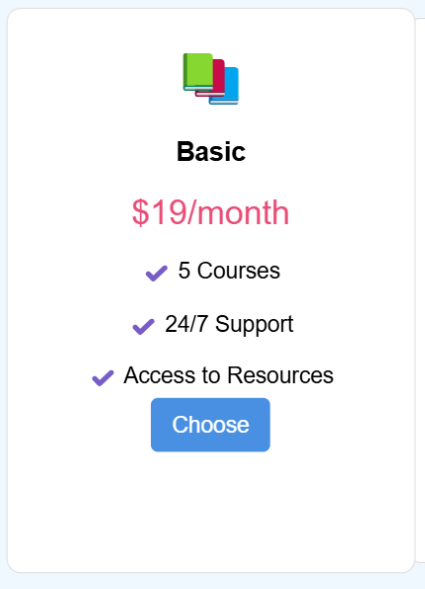 Basic
$19/month
5 Courses
24/7 Support
Access to Resources
Choose